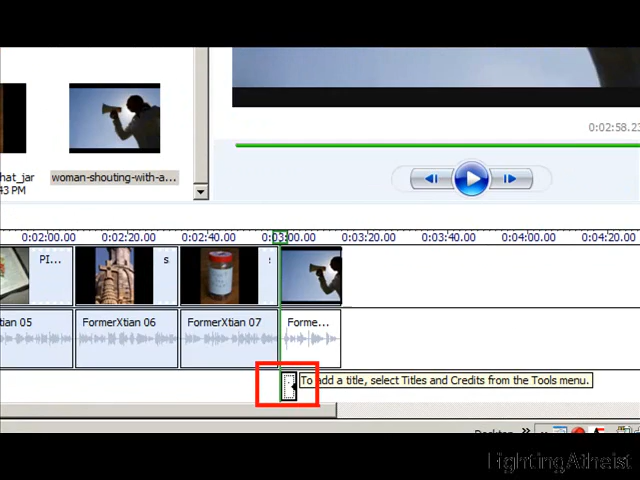 0:02:58.23
hat_jar
43 PM
woman-shouting-with-a...
0:02:00.00 0:02:20.00 0:02:40.00 0:03:00.00 0:03:20.00 0:03:40.00 0:04:00.00 0:04:20.00
PI... s s
tian 05 FormerXtian 06 FormerXtian 07 Forme...
To add a title, select Titles and Credits from the Tools menu.
Desktop
FightingAtheist